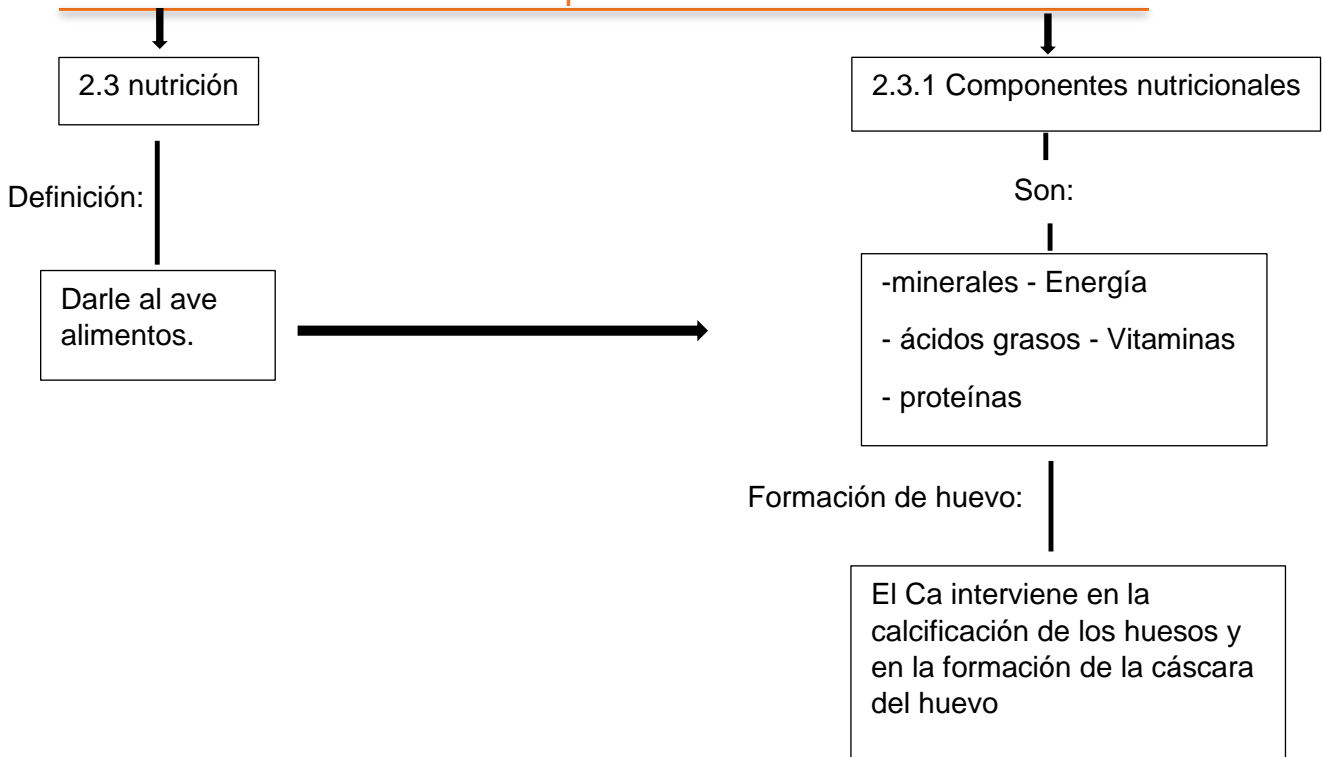 2.3 nutrición
2.3.1 Componentes nutricionales
Definición:
Son:
Darle al ave
alimentos.
-minerales - Energía
- ácidos grasos - Vitaminas
- proteínas
Formación de huevo:
El Ca interviene en la
calcificación de los huesos y
en la formación de la cáscara
del huevo